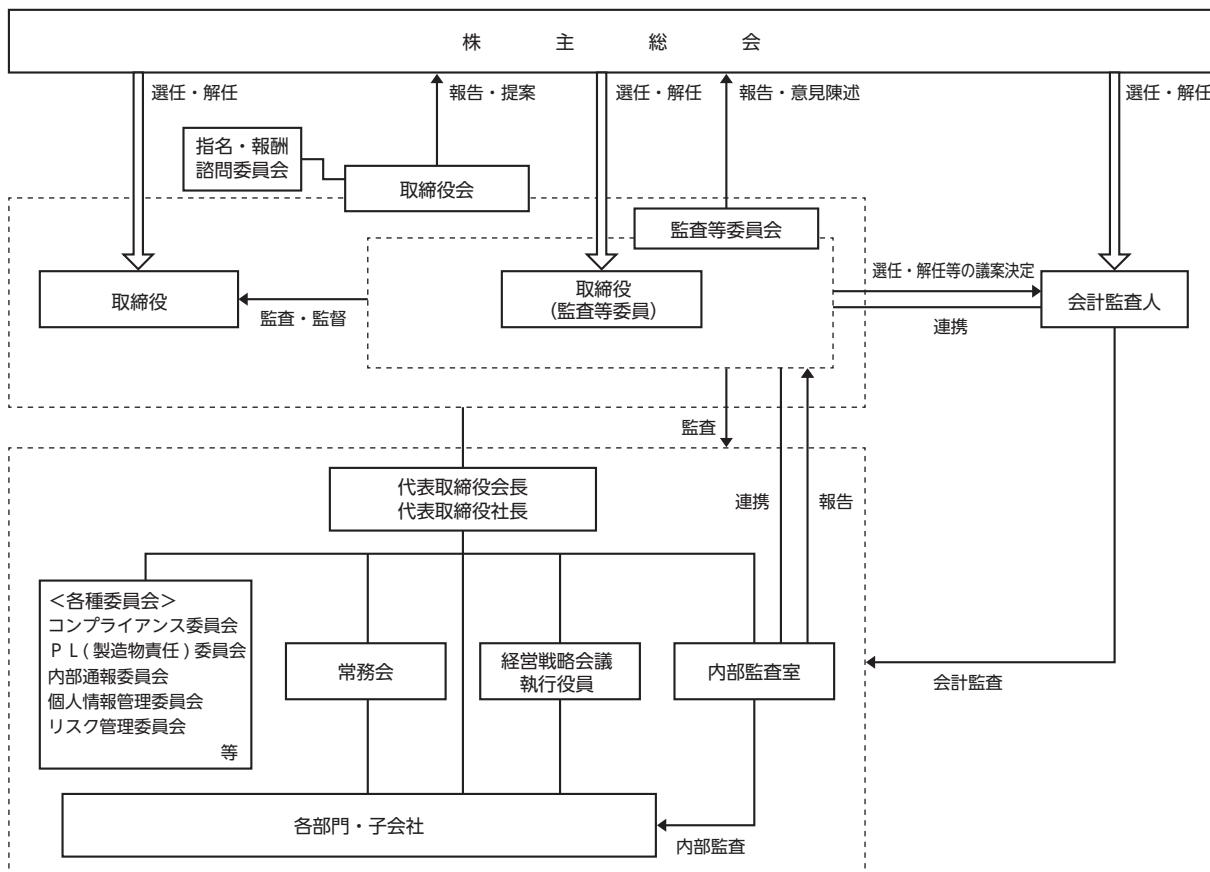 株主総会
選任・解任
報告・提案
選任・解任
報告・意見陳述
選任・解任
指名・報酬
諮問委員会
取締役会
監査等委員会
取締役
監査・監督
取締役
(監査等委員)
選任・解任等の議案決定
連携
会計監査人
監査
代表取締役会長
代表取締役社長
連携
報告
<各種委員会>
コンプライアンス委員会
PL(製造物責任)委員会
内部通報委員会
個人情報管理委員会
リスク管理委員会
等
常務会
経営戦略会議
執行役員
内部監査室
会計監査
各部門・子会社
内部監査